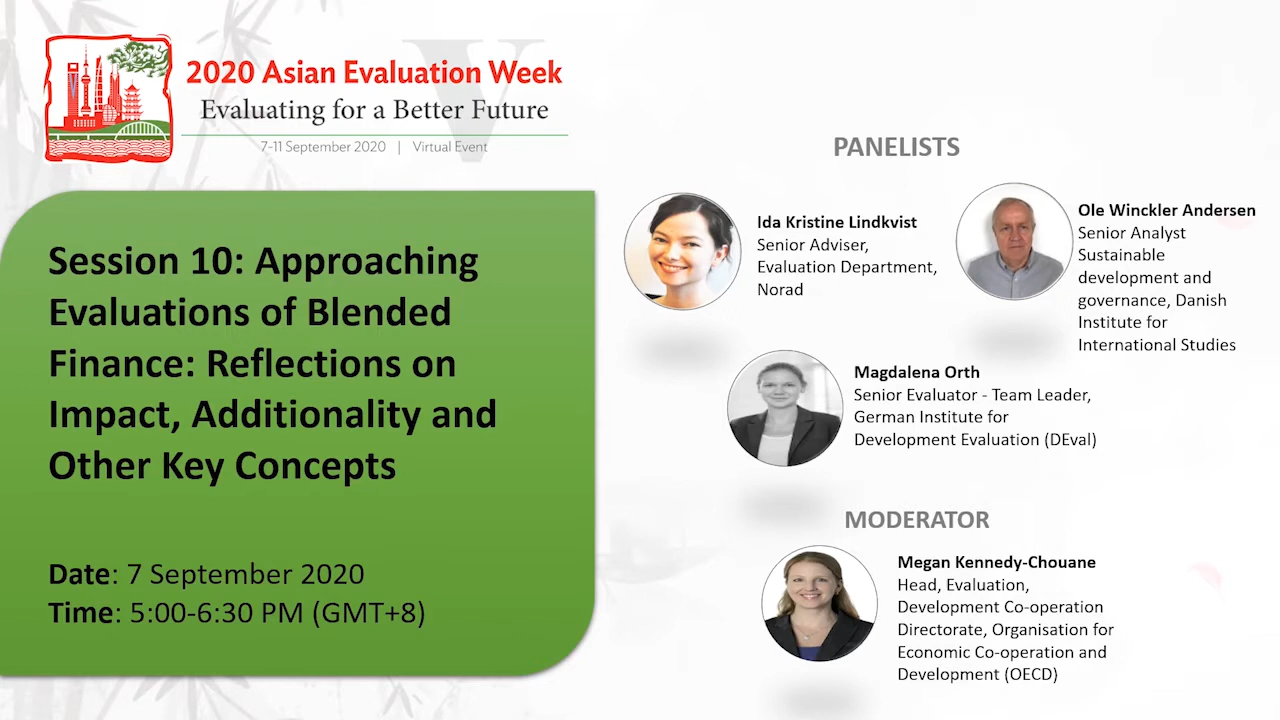 2020 Asian Evaluation Week
Evaluating for a Better Future
7-11 September 2020 | Virtual Event
Session 10: Approaching
Evaluations of Blended
Finance: Reflections on
Impact, Additionality and
Other Key Concepts
Date: 7 September 2020
Time: 5:00-6:30 PM (GMT+8)
PANELISTS
Ida Kristine Lindkvist
Senior Adviser,
Evaluation Department,
Norad
Ole Winckler Andersen
Senior Analyst
Sustainable
development and
governance, Danish
Institute for
International Studies
Magdalena Orth
Senior Evaluator - Team Leader,
German Institute for
Development Evaluation (DEval)
MODERATOR
Megan Kennedy-Chouane
Head, Evaluation,
Development Co-operation
Directorate, Organisation for
Economic Co-operation and
Development (OECD)